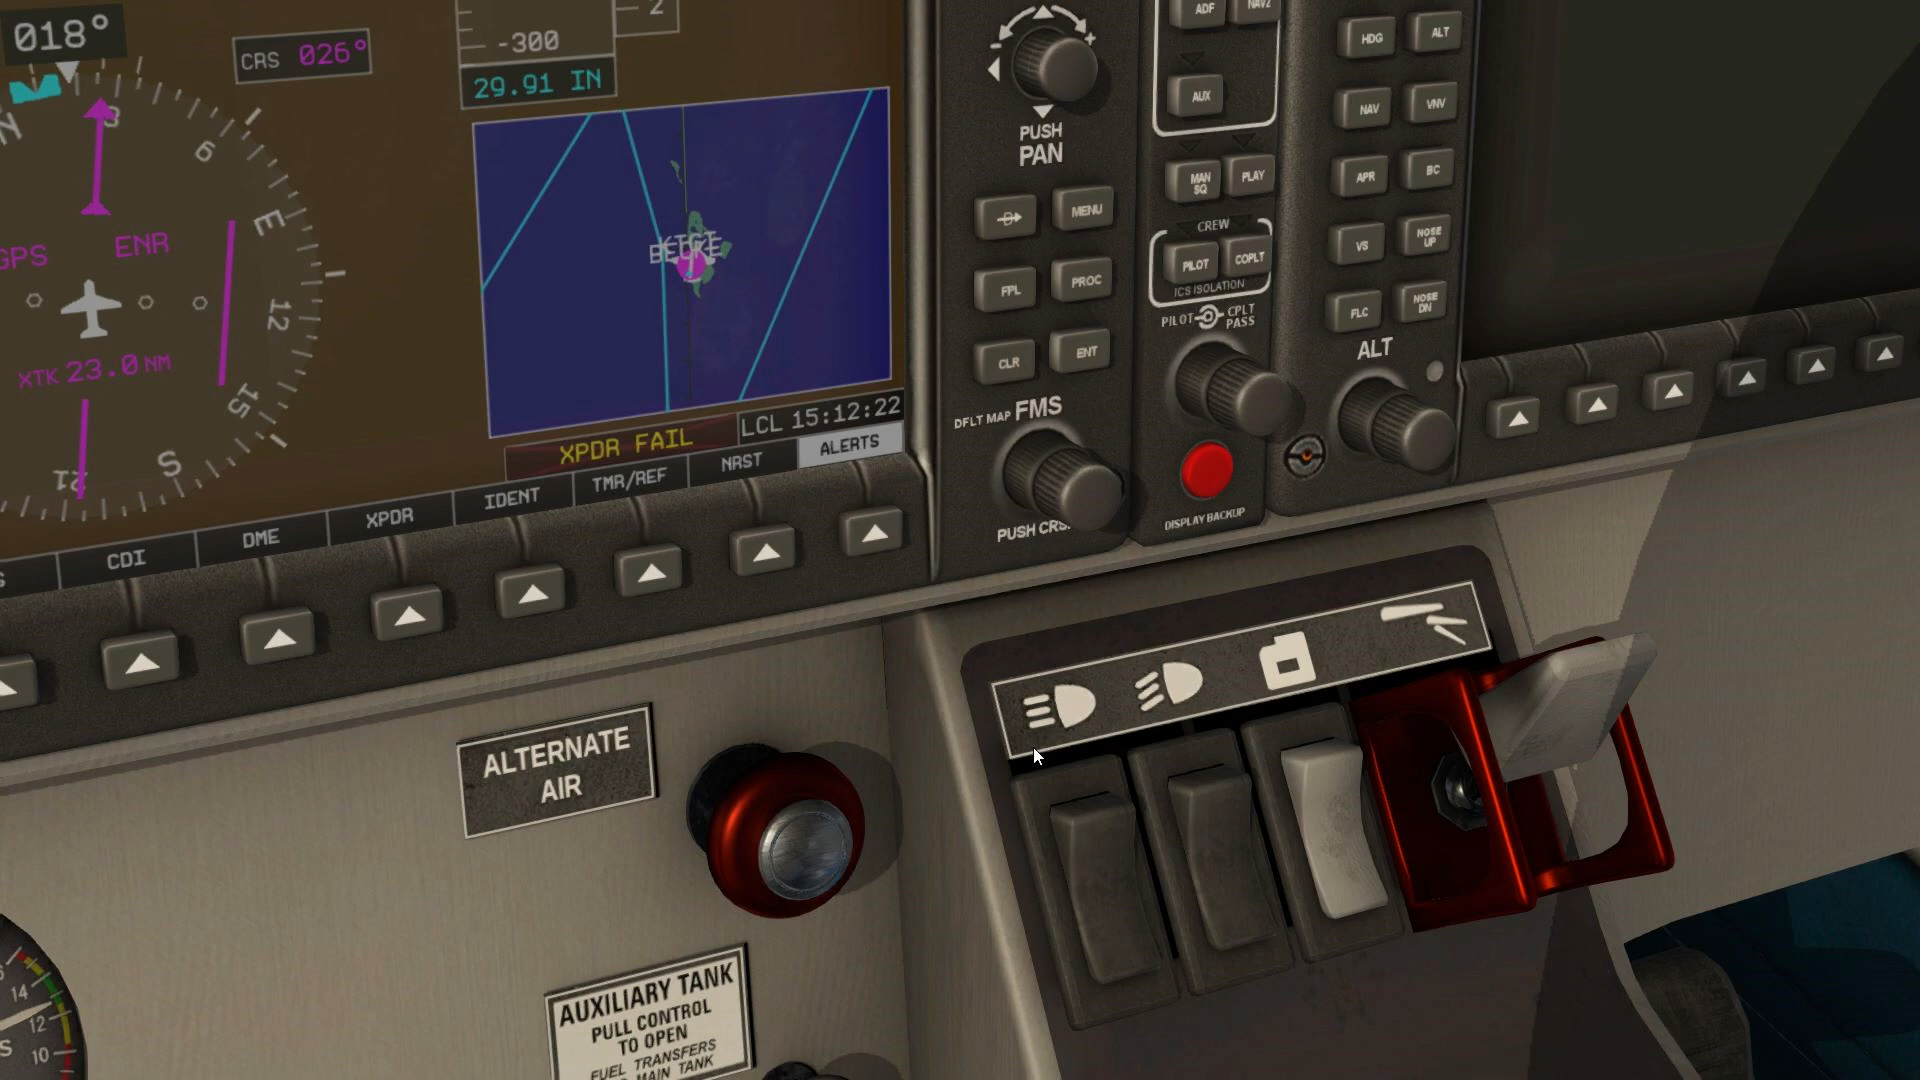 018°
CRS 026°
-300
2
29.91 IN
N
3
6
E
12
15
S
21
GPS
ENR
XTK 23.0 NM
XPDR FAIL
LCL 15:12:22
CDI
DME
XPDR
IDENT
TMR/REF
NRST
ALERTS
- +
PUSH
PAN
D
MENU
FPL
PROC
CLR
ENT
DFLT MAP FMS
PUSH CRS
ADF
NAV2
AUX
MAN
SQ
PLAY
CREW
PILOT
COPLT
ICS ISOLATION
PILOT
CPLT
PASS
DISPLAY BACKUP
HDG
ALT
NAV
VNV
APR
BC
VS
NOSE
UP
FLC
NOSE
DN
ALT
ALTERNATE
AIR
AUXILIARY TANK
PULL CONTROL
TO OPEN
FUEL TRANSFERS
MAIN TANK
14
12
10